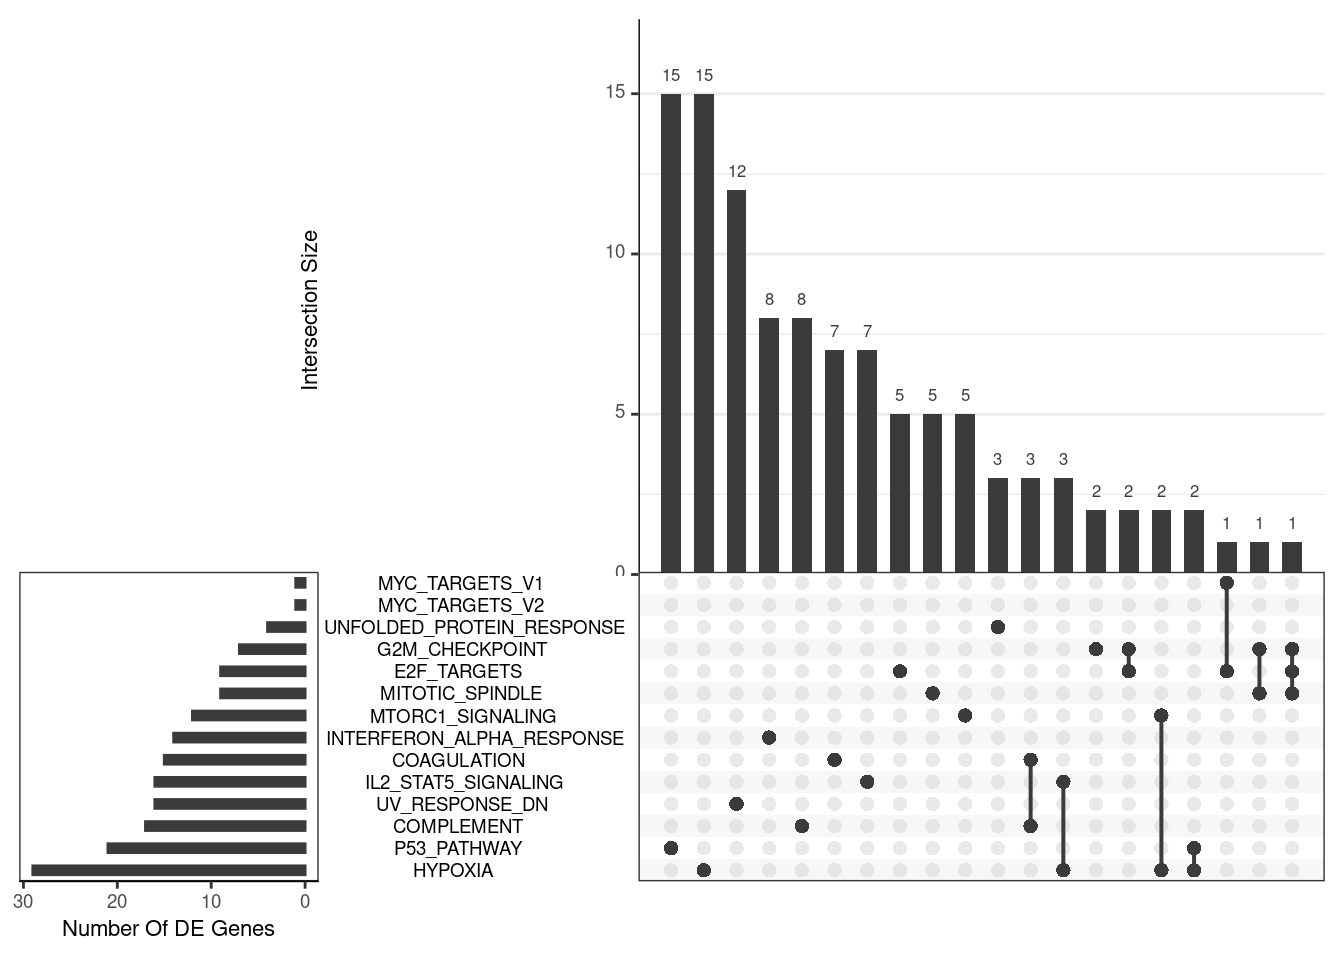 15 15
15
12
10
8 8
7 7
5 5 5
5
3 3 3
2 2 2 2
1 1 1
0
Intersection Size
MYC_TARGETS_V1
MYC_TARGETS_V2
UNFOLDED_PROTEIN_RESPONSE
G2M_CHECKPOINT
E2F_TARGETS
MITOTIC_SPINDLE
MTORC1_SIGNALING
INTERFERON_ALPHA_RESPONSE
COAGULATION
IL2_STAT5_SIGNALING
UV_RESPONSE_DN
COMPLEMENT
P53_PATHWAY
HYPOXIA
30 20 10 0
Number Of DE Genes